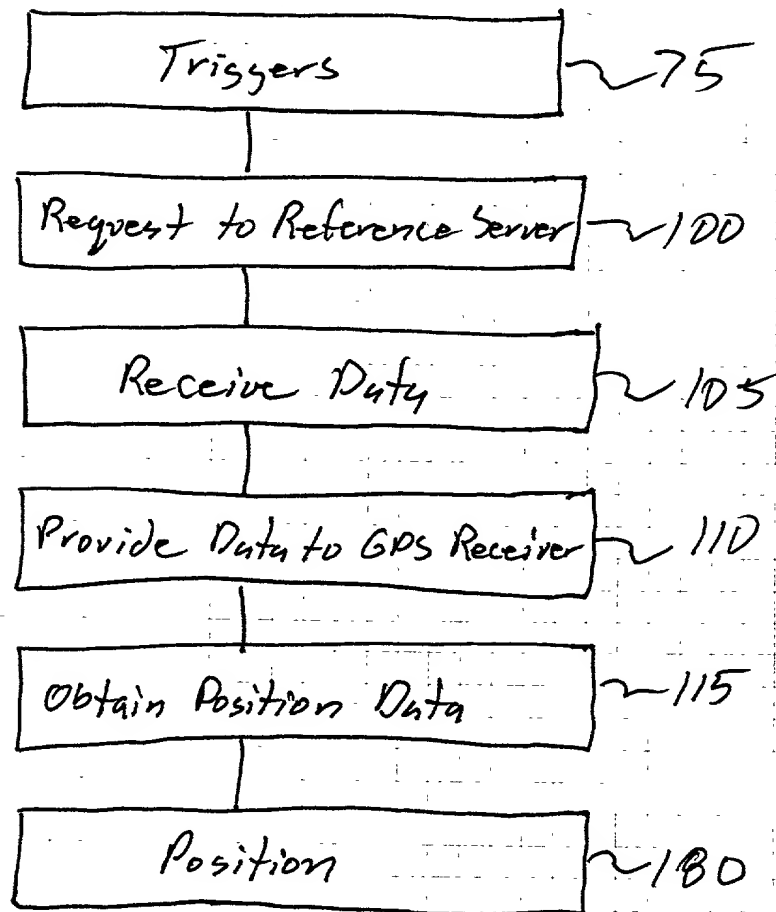 Triggers 75
Request to Reference Server 100
Receive Data 105
Provide Data to GPS Receiver 110
Obtain Position Data 115
Position 180